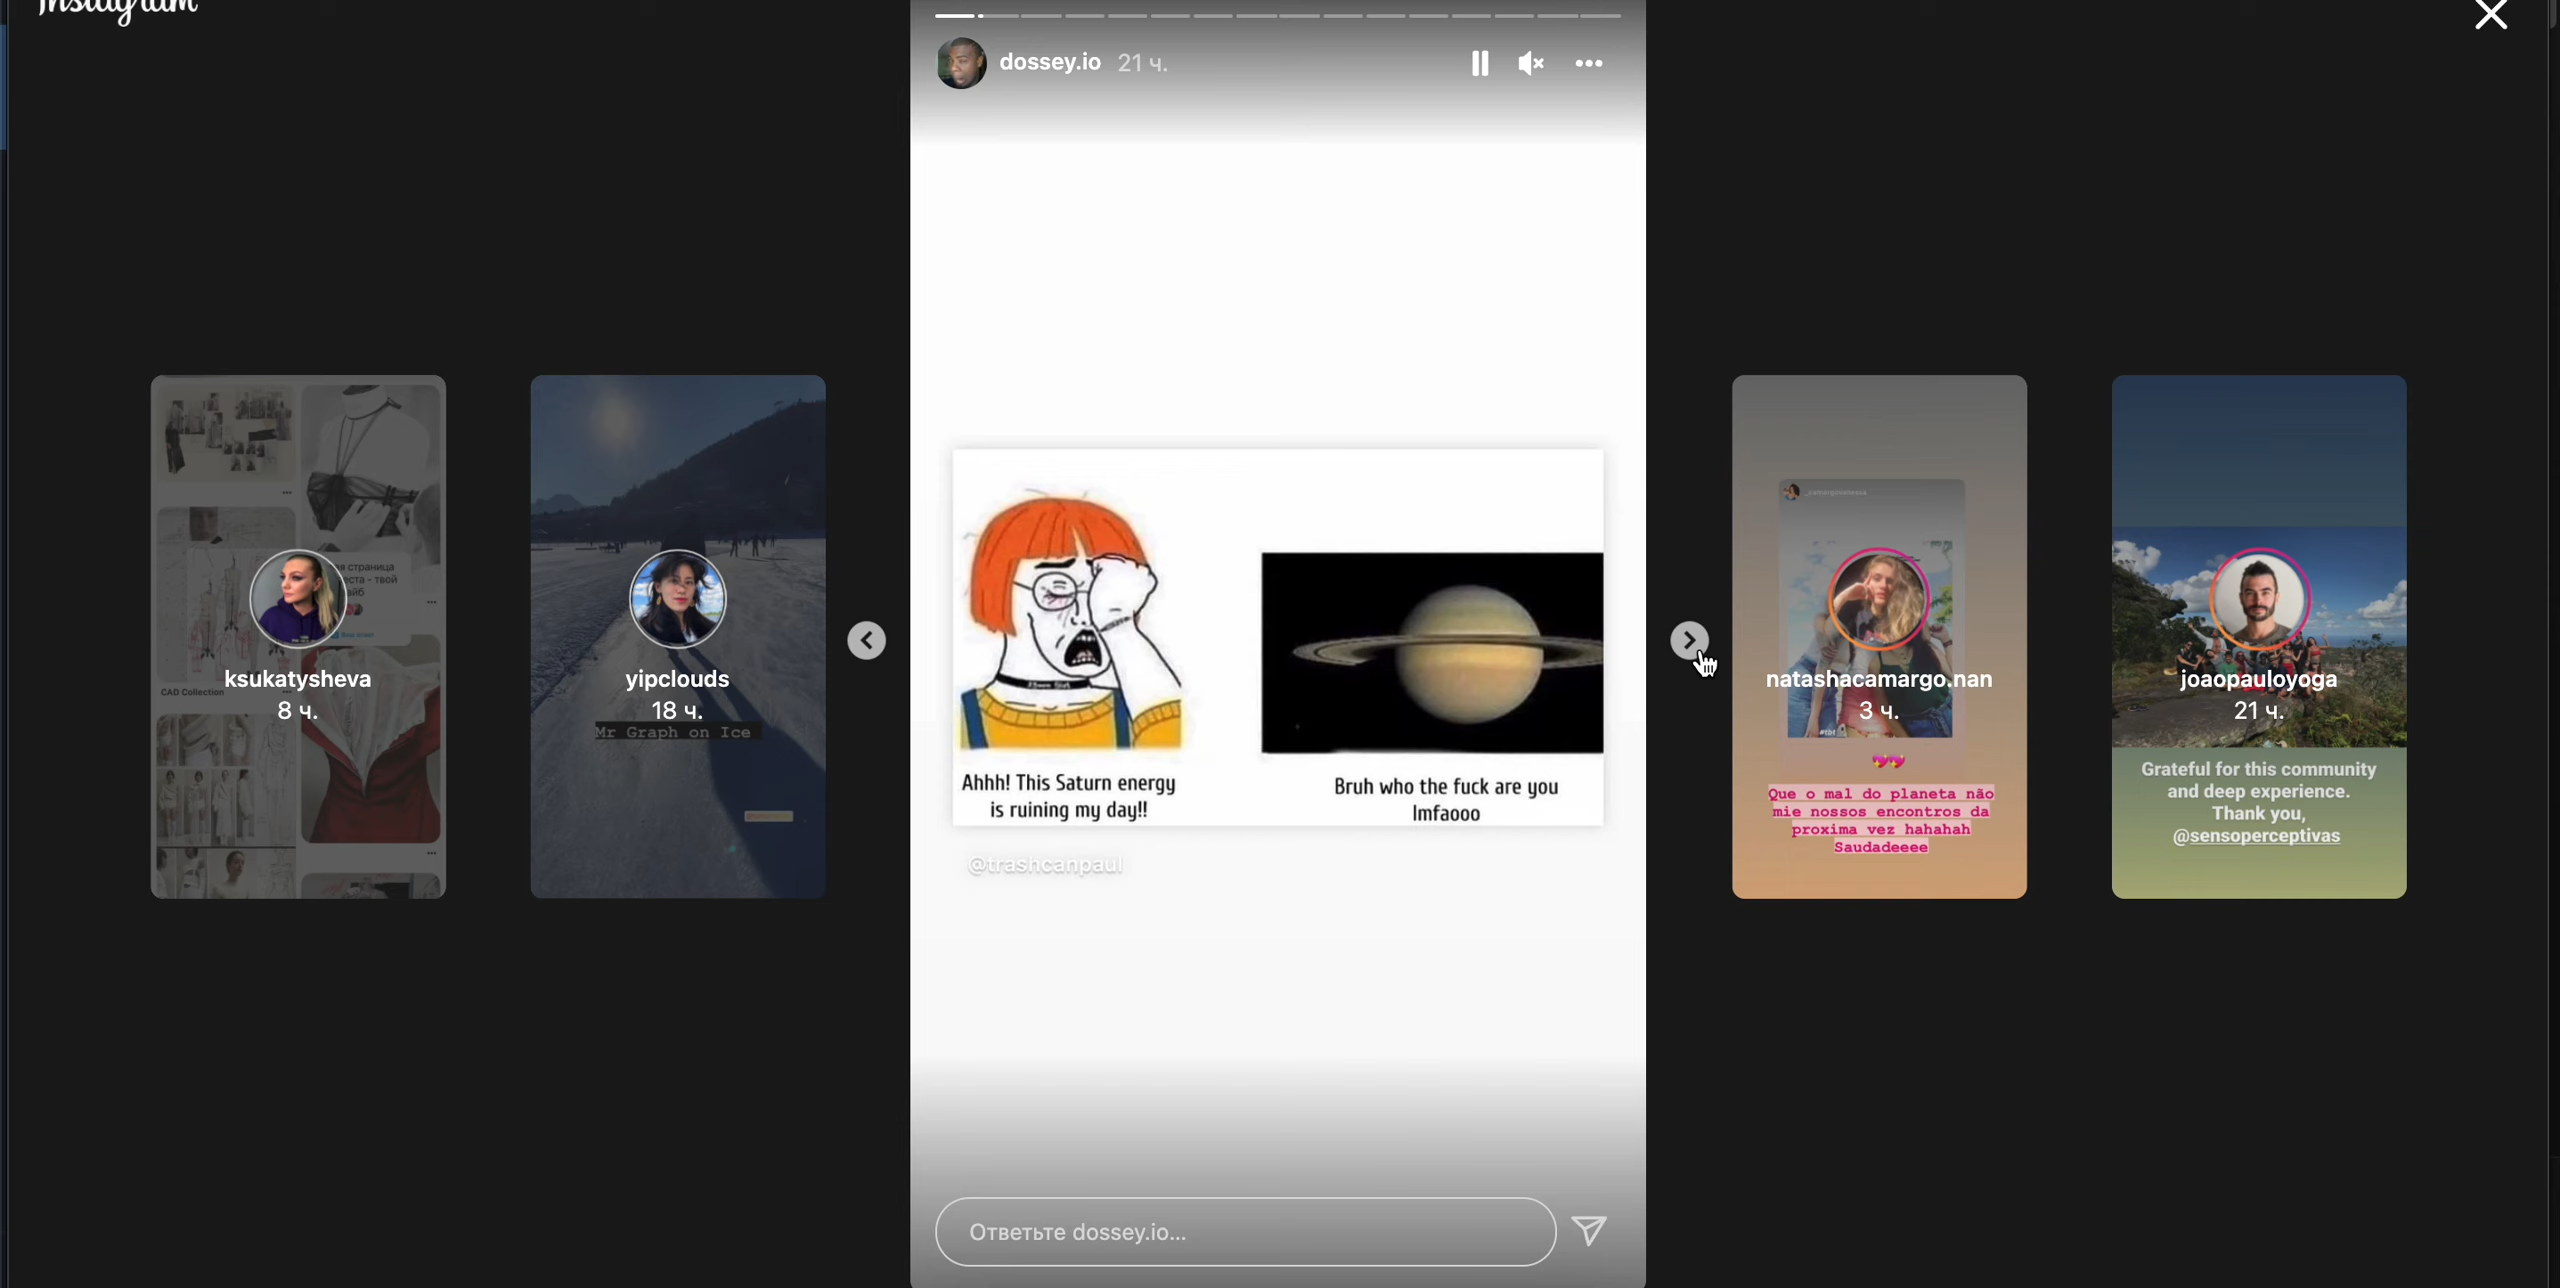 Instagram
dossey.io 21 ч.
Ahhh! This Saturn energy
is ruining my day!!
Bruh who the fuck are you
lmfaooo
@trashcanpaul
Ответьте dossey.io...
CAD Collection
ksukatysheva
8 ч.
yipclouds
18 ч.
Mr Graph on Ice
natashacamargo.nan
3 ч.
#tbt
Que o mal do planeta não
mie nossos encontros da
proxima vez hahahah
Saudadeeee
joaopauloyoga
21 ч.
Grateful for this community
and deep experience.
Thank you,
@sensoperceptivas